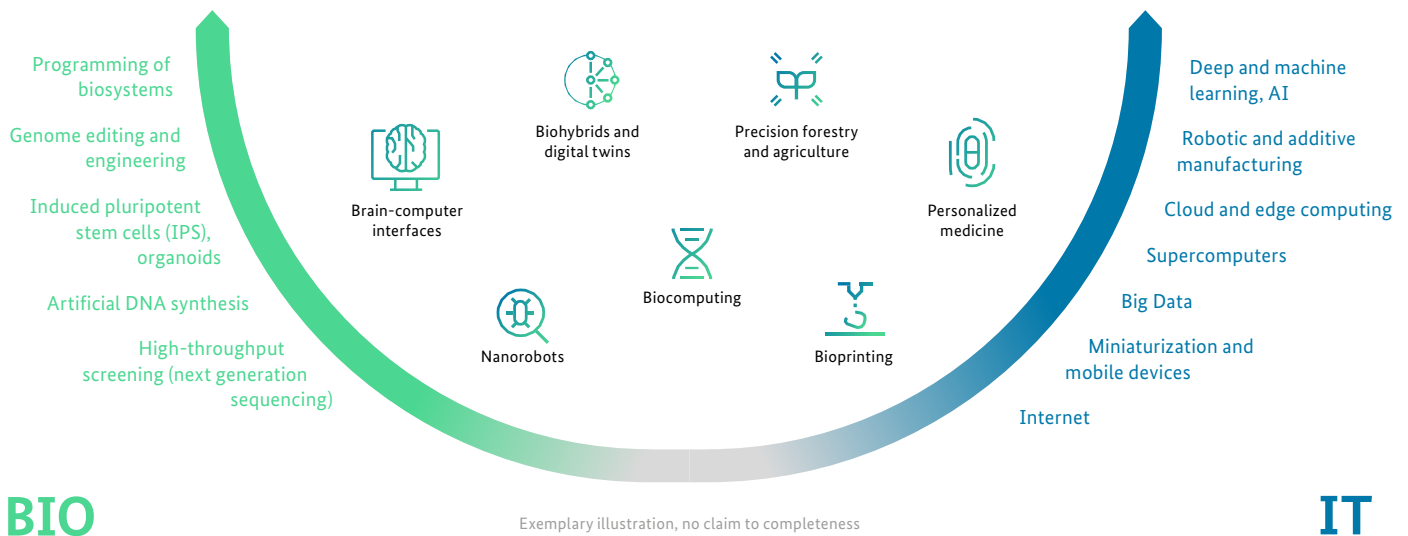 Programming of
biosystems
Genome editing and
engineering
Induced pluripotent
stem cells (IPS),
organoids
Artificial DNA synthesis
High-throughput
screening (next generation
sequencing)
BIO
Brain-computer
interfaces
Biohybrids and
digital twins
Precision forestry
and agriculture
Personalized
medicine
Biocomputing
Nanorobots
Bioprinting
Deep and machine
learning, AI
Robotic and additive
manufacturing
Cloud and edge computing
Supercomputers
Big Data
Miniaturization and
mobile devices
Internet
IT
Exemplary illustration, no claim to completeness